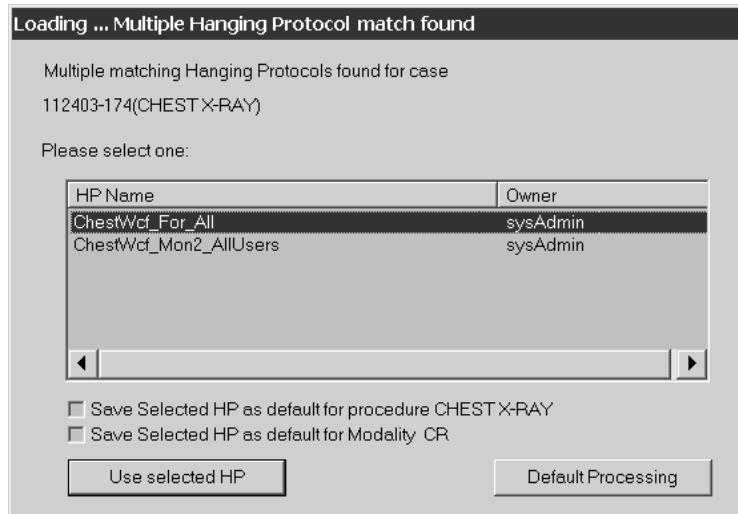 Loading ... Multiple Hanging Protocol match found
Multiple matching Hanging Protocols found for case
112403-174(CHEST X-RAY)
Please select one:
HP Name Owner
ChestWcf_For_All sysAdmin
ChestWcf_Mon2_AllUsers sysAdmin
Save Selected HP as default for procedure CHEST X-RAY
Save Selected HP as default for Modality CR
Use selected HP Default Processing